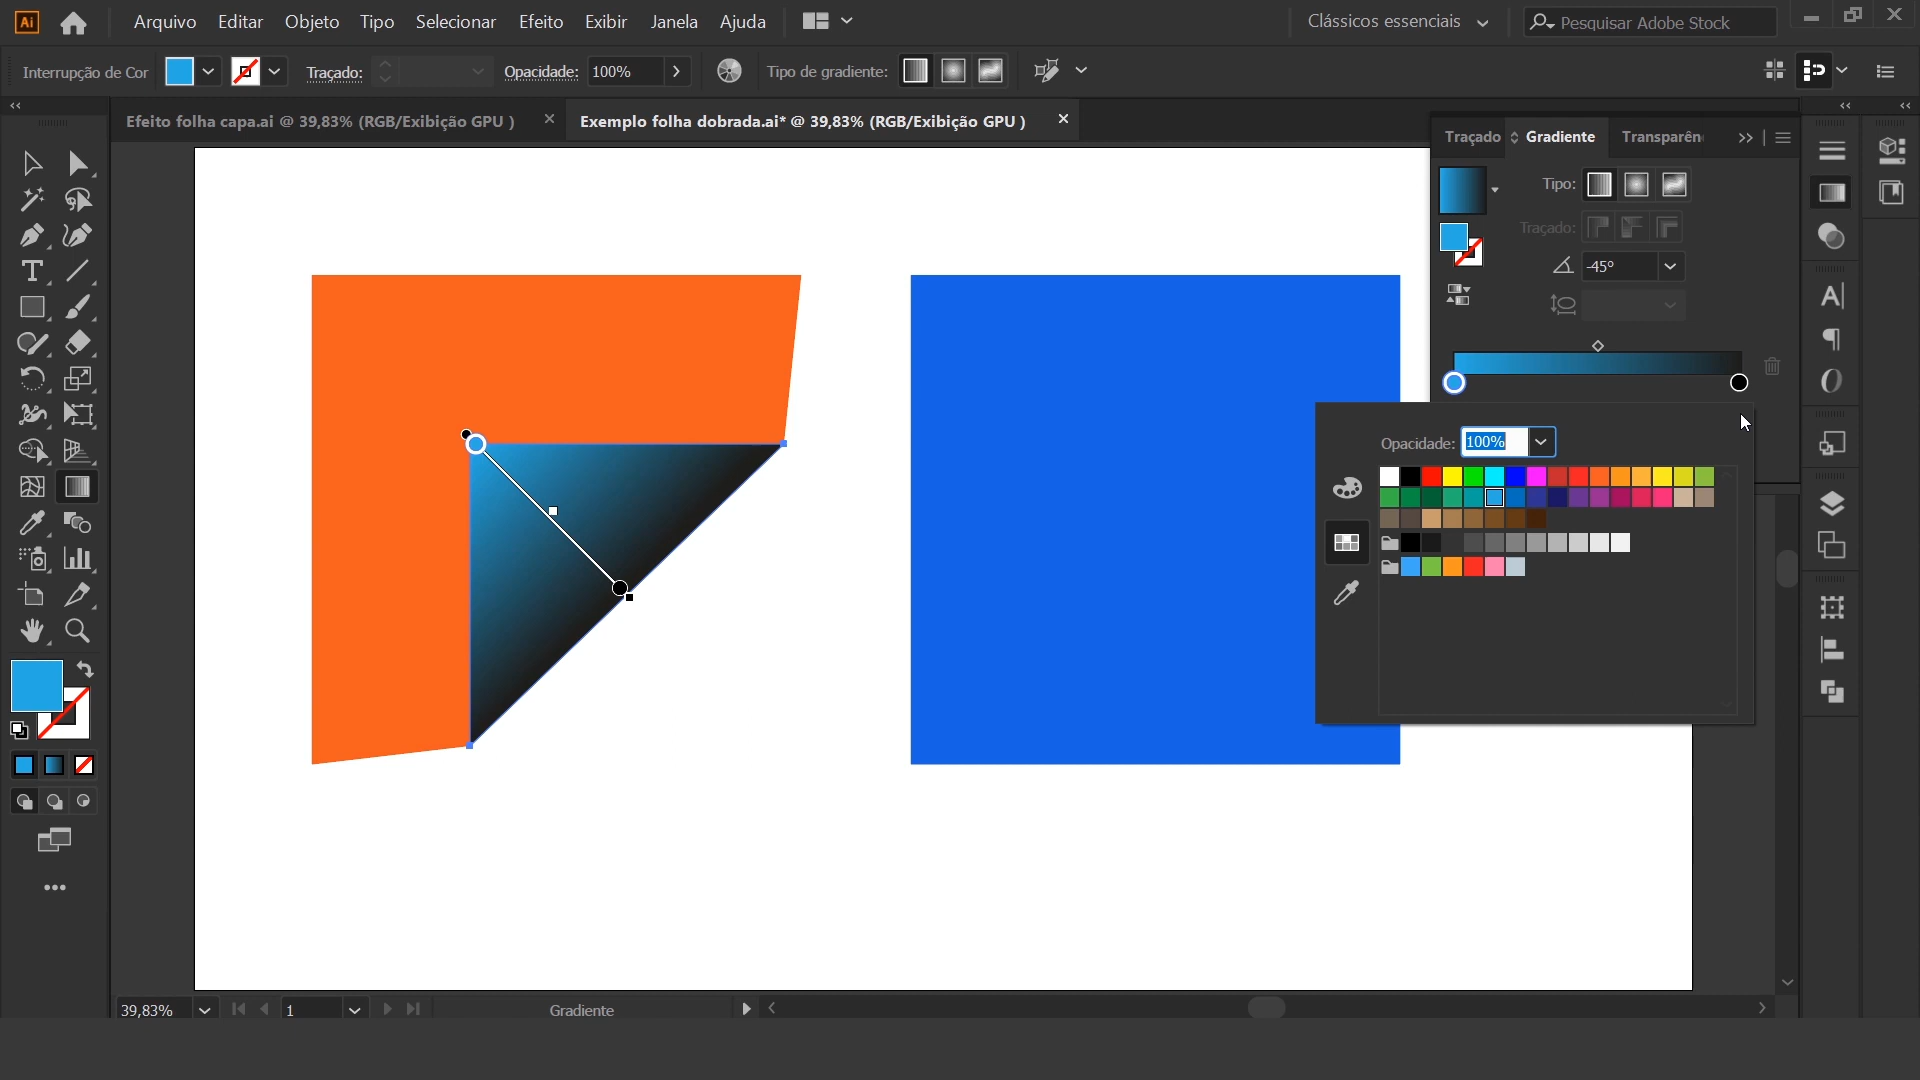 Ai Arquivo Editar Objeto Tipo Selecionar Efeito Exibir Janela Ajuda Clássicos essenciais Pesquisar Adobe Stock
Interrupção de Cor Traçado: Opacidade: 100% Tipo de gradiente:
Efeito folha capa.ai @ 39,83% (RGB/Exibição GPU ) Exemplo folha dobrada.ai* @ 39,83% (RGB/Exibição GPU )
Traçado Gradiente Transparên
Tipo:
Traçado:
-45°
Opacidade: 100%
39,83% 1 Gradiente